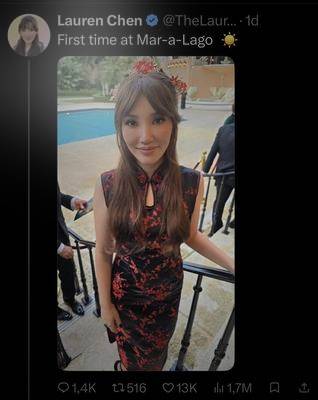 Lauren Chen @TheLaur... · 1d
First time at Mar-a-Lago ☀️
1,4K 516 13K 1,7M